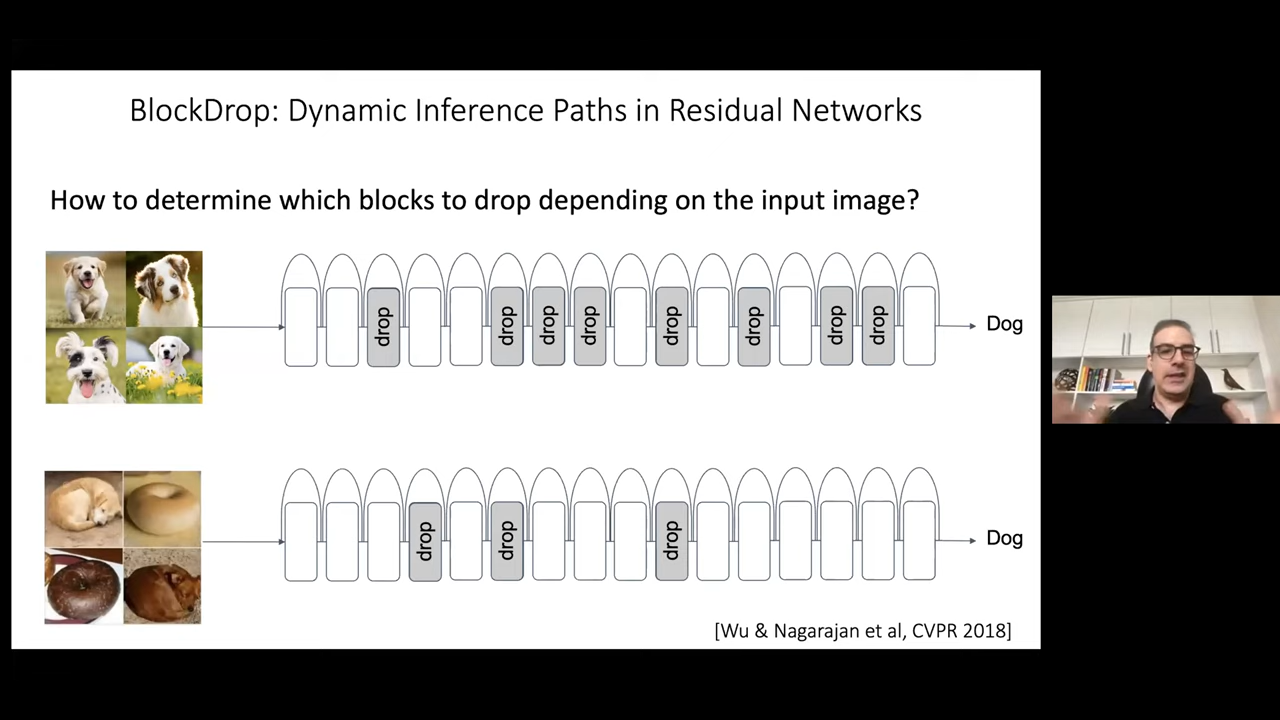 BlockDrop: Dynamic Inference Paths in Residual Networks
How to determine which blocks to drop depending on the input image?
drop
drop
drop
drop
drop
drop
drop
drop
Dog
drop
drop
drop
Dog
[Wu & Nagarajan et al, CVPR 2018]